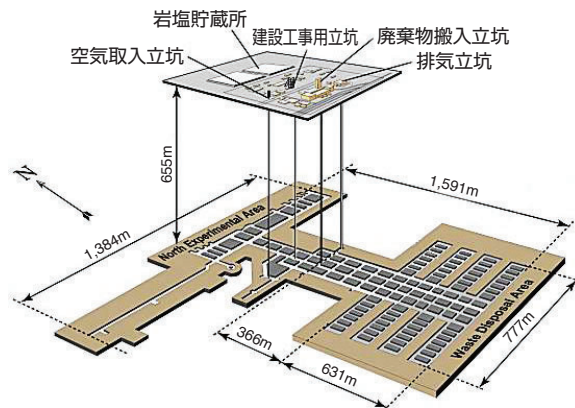 岩塩貯蔵所
建設工事用立坑
廃棄物搬入立坑
空気取入立坑
排気立坑
655m
N
1,591m
1,384m
North Experimental Area
Waste Disposal Area
777m
366m
631m